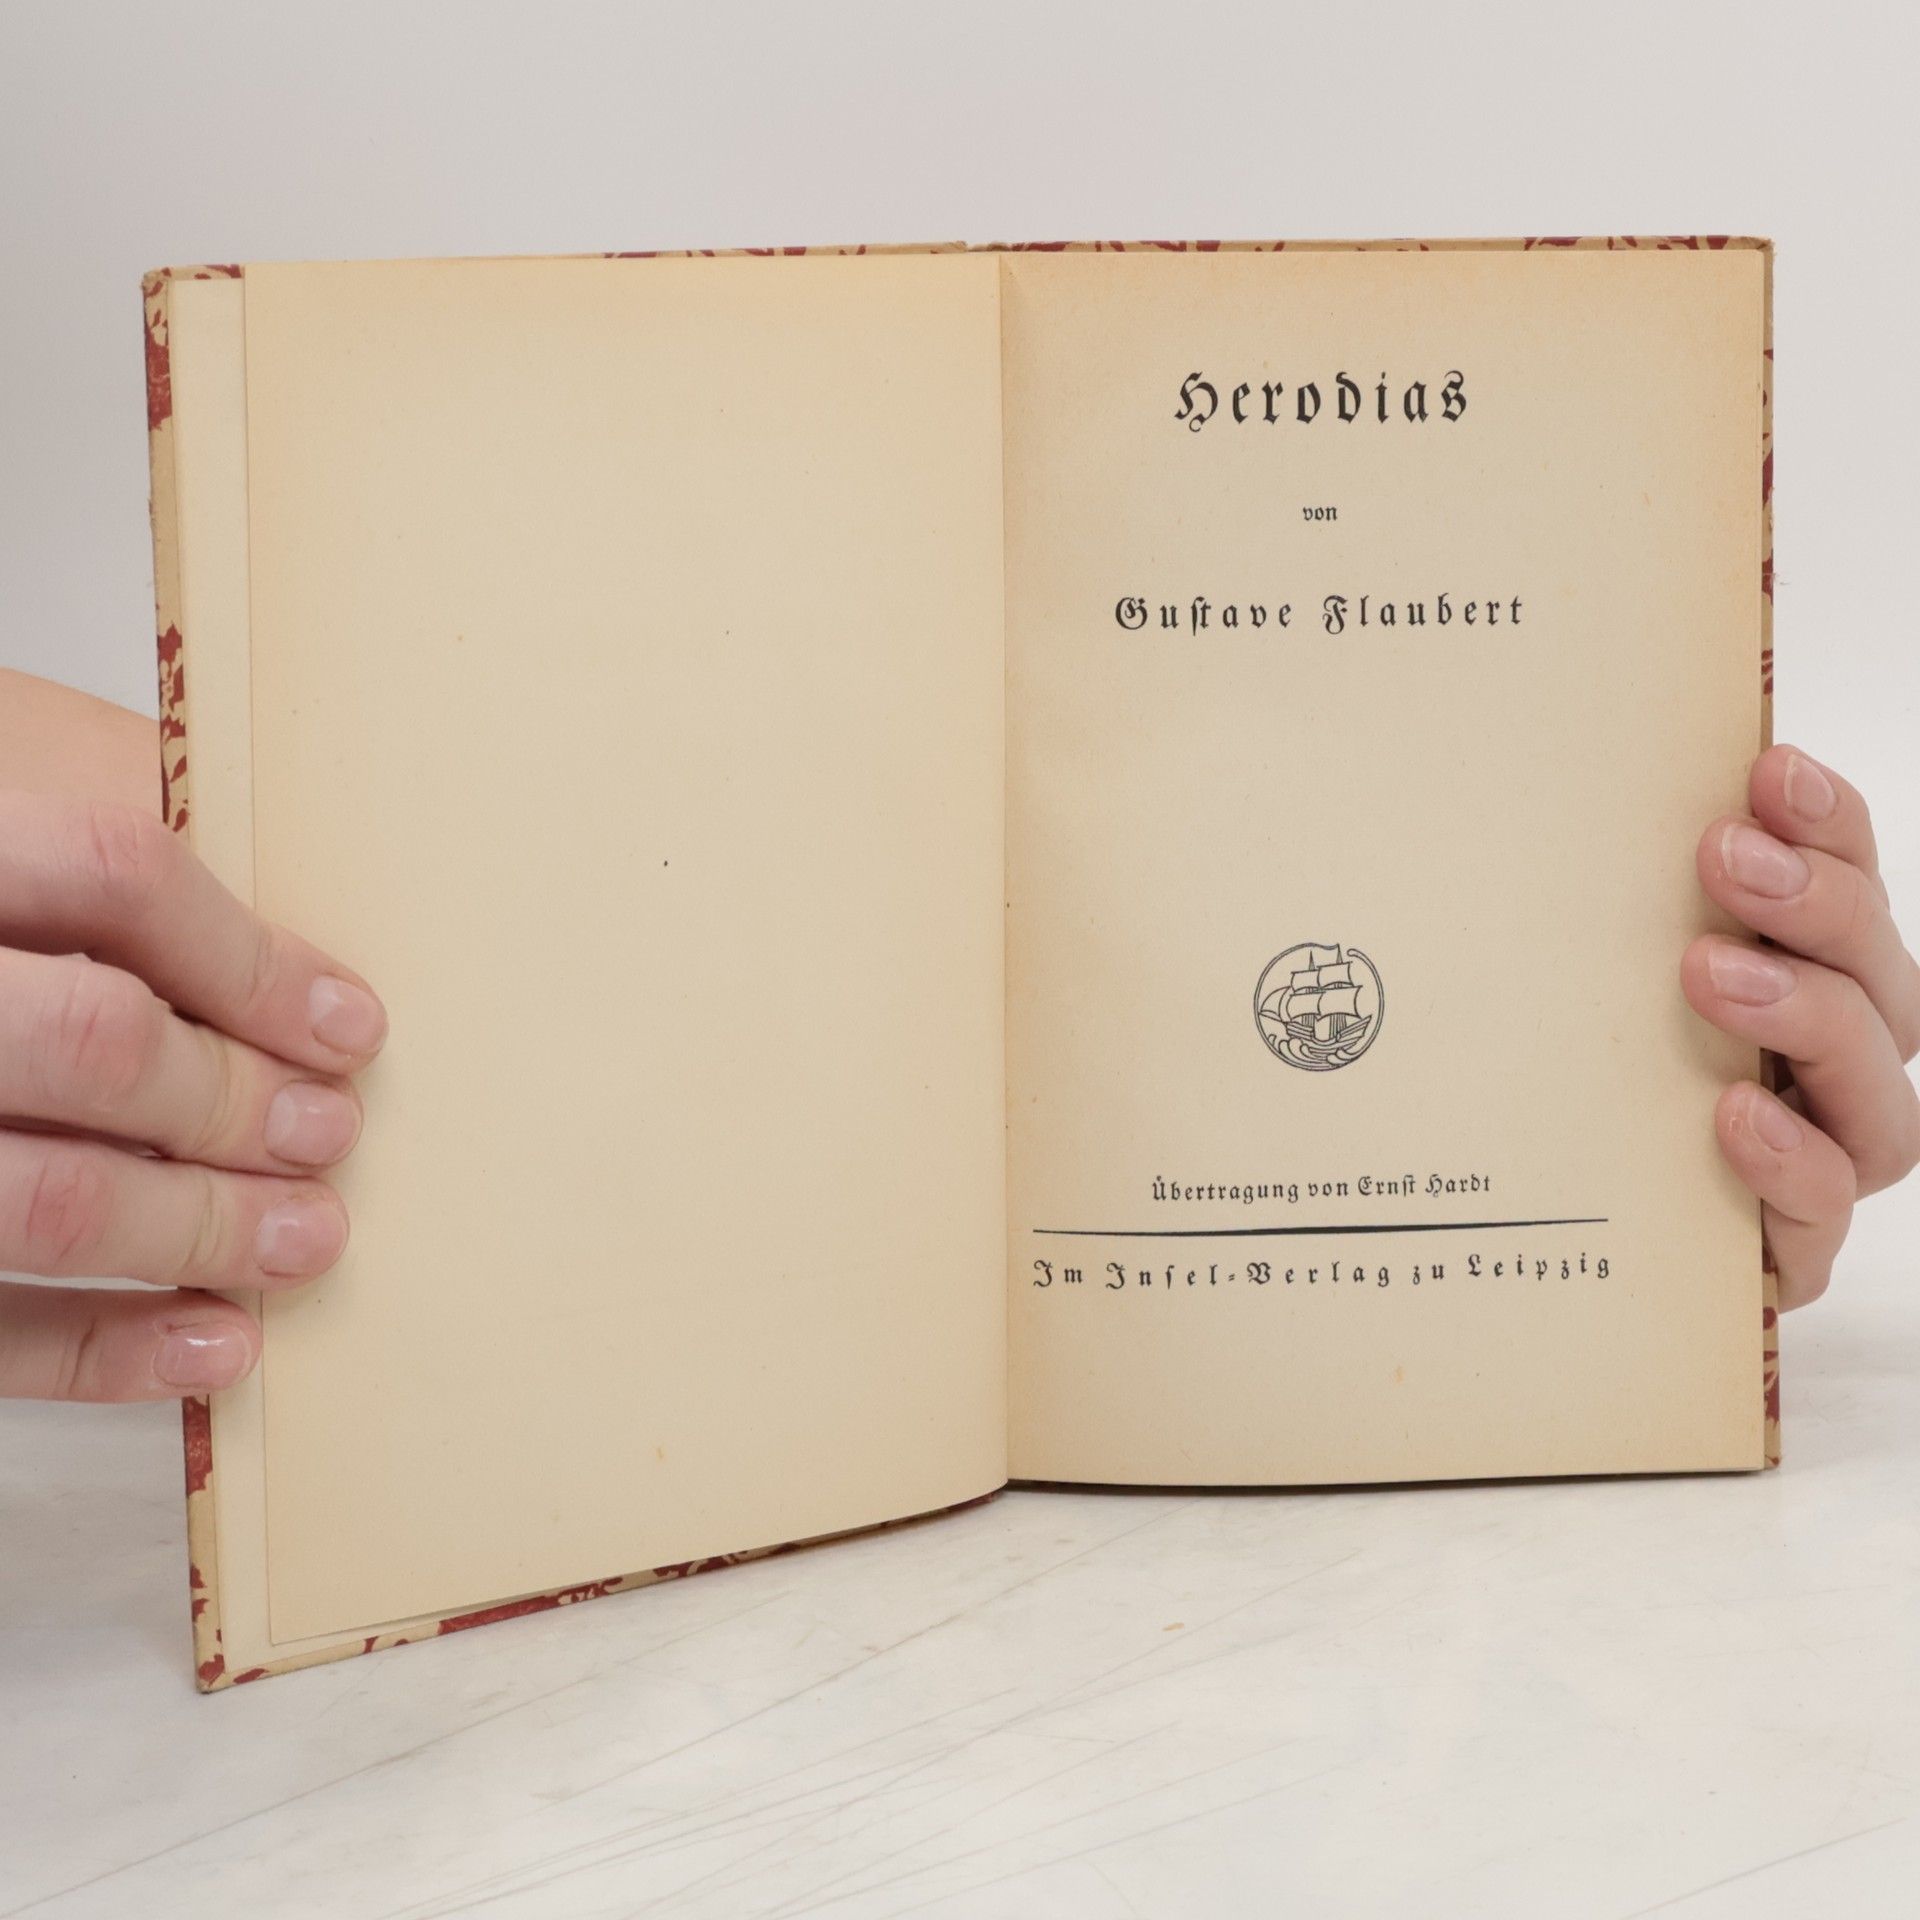 Herodias
von
Guſtave Flaubert
Übertragung von Ernſt Hardt
Im Inſel-Verlag zu Leipzig